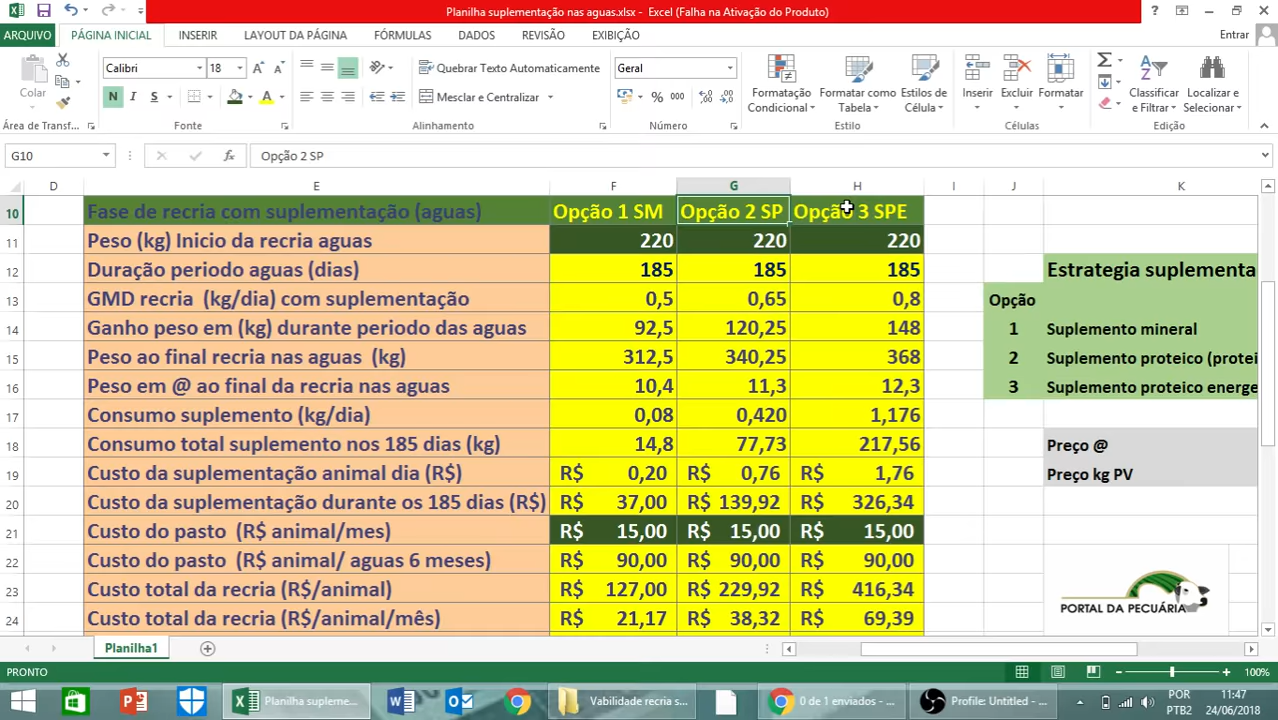 Planilha suplementação nas aguas.xlsx - Excel (Falha na Ativação do Produto)
ARQUIVO PÁGINA INICIAL INSERIR LAYOUT DA PÁGINA FÓRMULAS DADOS REVISÃO EXIBIÇÃO Entrar
Colar
Calibri 18
N I S
Quebrar Texto Automaticamente
Mesclar e Centralizar
Geral
% 000
Formatação Condicional
Formatar como Tabela
Estilos de Célula
Inserir Excluir Formatar
Classificar e Filtrar
Localizar e Selecionar
Área de Transf... Fonte Alinhamento Número Estilo Células Edição
G10 fx Opção 2 SP
D E F G H I J K
10 Fase de recria com suplementação (aguas) Opção 1 SM Opção 2 SP Opção 3 SPE
11 Peso (kg) Inicio da recria aguas 220 220 220
12 Duração periodo aguas (dias) 185 185 185 Estrategia suplementa
13 GMD recria (kg/dia) com suplementação 0,5 0,65 0,8 Opção
14 Ganho peso em (kg) durante periodo das aguas 92,5 120,25 148 1 Suplemento mineral
15 Peso ao final recria nas aguas (kg) 312,5 340,25 368 2 Suplemento proteico (protei
16 Peso em @ ao final da recria nas aguas 10,4 11,3 12,3 3 Suplemento proteico energe
17 Consumo suplemento (kg/dia) 0,08 0,420 1,176
18 Consumo total suplemento nos 185 dias (kg) 14,8 77,73 217,56 Preço @
19 Custo da suplementação animal dia (R$) R$ 0,20 R$ 0,76 R$ 1,76 Preço kg PV
20 Custo da suplementação durante os 185 dias (R$) R$ 37,00 R$ 139,92 R$ 326,34
21 Custo do pasto (R$ animal/mes) R$ 15,00 R$ 15,00 R$ 15,00
22 Custo do pasto (R$ animal/ aguas 6 meses) R$ 90,00 R$ 90,00 R$ 90,00
23 Custo total da recria (R$/animal) R$ 127,00 R$ 229,92 R$ 416,34
24 Custo total da recria (R$/animal/mês) R$ 21,17 R$ 38,32 R$ 69,39
PORTAL DA PECUÁRIA
Planilha1
PRONTO 100%
Planilha supleme...
Viabilidade recria s...
0 de 1 enviados - ...
Profile: Untitled - ...
POR 11:47
PTB2 24/06/2018